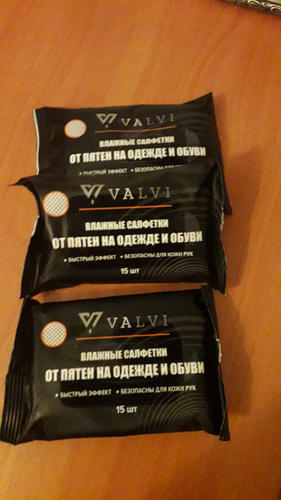 VALVI
ВЛАЖНЫЕ САЛФЕТКИ
ОТ ПЯТЕН НА ОДЕЖДЕ И ОБУВИ
• БЫСТРЫЙ ЭФФЕКТ • БЕЗОПАСНЫ ДЛЯ КОЖИ РУК
VALVI
ВЛАЖНЫЕ САЛФЕТКИ
ОТ ПЯТЕН НА ОДЕЖДЕ И ОБУВИ
• БЫСТРЫЙ ЭФФЕКТ • БЕЗОПАСНЫ ДЛЯ КОЖИ РУК
15 шт
VALVI
ВЛАЖНЫЕ САЛФЕТКИ
ОТ ПЯТЕН НА ОДЕЖДЕ И ОБУВИ
• БЫСТРЫЙ ЭФФЕКТ • БЕЗОПАСНЫ ДЛЯ КОЖИ РУК
15 шт